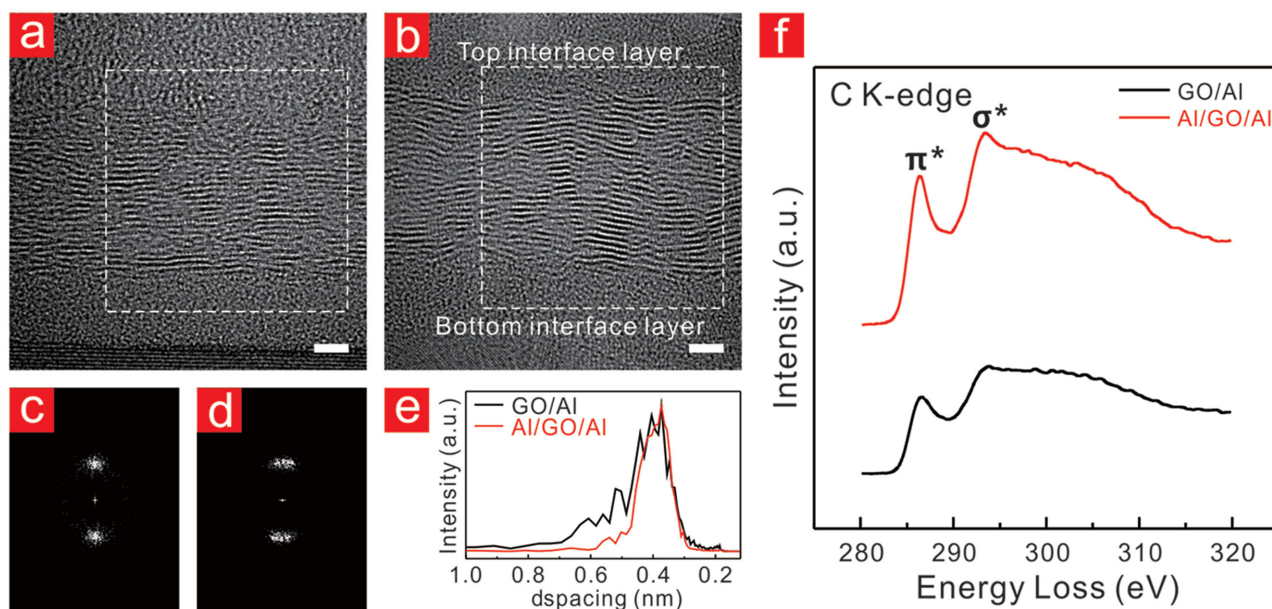 a
b
Top interface layer
Bottom interface layer
c
d
e
GO/Al
Al/GO/Al
Intensity (a.u.)
1.0 0.8 0.6 0.4 0.2
dspacing (nm)
f
C K-edge
GO/Al
Al/GO/Al
π*
σ*
Intensity (a.u.)
280 290 300 310 320
Energy Loss (eV)